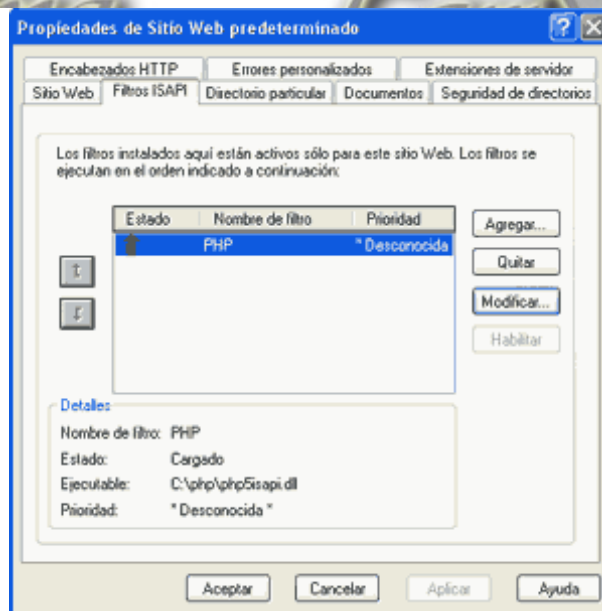 Propiedades de Sitio Web predeterminado
Encabezados HTTP Errores personalizados Extensiones de servidor
Sitio Web Filtros ISAPI Directorio particular Documentos Seguridad de directorios
Los filtros instalados aquí están activos sólo para este sitio Web. Los filtros se
ejecutan en el orden indicado a continuación:
Estado Nombre de filtro Prioridad
PHP * Desconocida
Agregar...
Quitar
Modificar...
Habilitar
Detalles
Nombre de filtro: PHP
Estado: Cargado
Ejecutable: C:\php\php5isapi.dll
Prioridad: * Desconocida *
Aceptar Cancelar Aplicar Ayuda